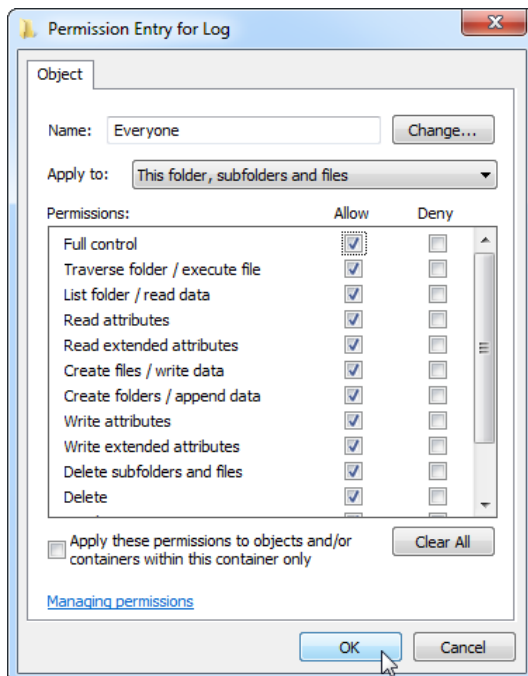 Permission Entry for Log
Object
Name: Everyone Change...
Apply to: This folder, subfolders and files
Permissions: Allow Deny
Full control
Traverse folder / execute file
List folder / read data
Read attributes
Read extended attributes
Create files / write data
Create folders / append data
Write attributes
Write extended attributes
Delete subfolders and files
Delete
Apply these permissions to objects and/or
containers within this container only
Clear All
Managing permissions
OK Cancel